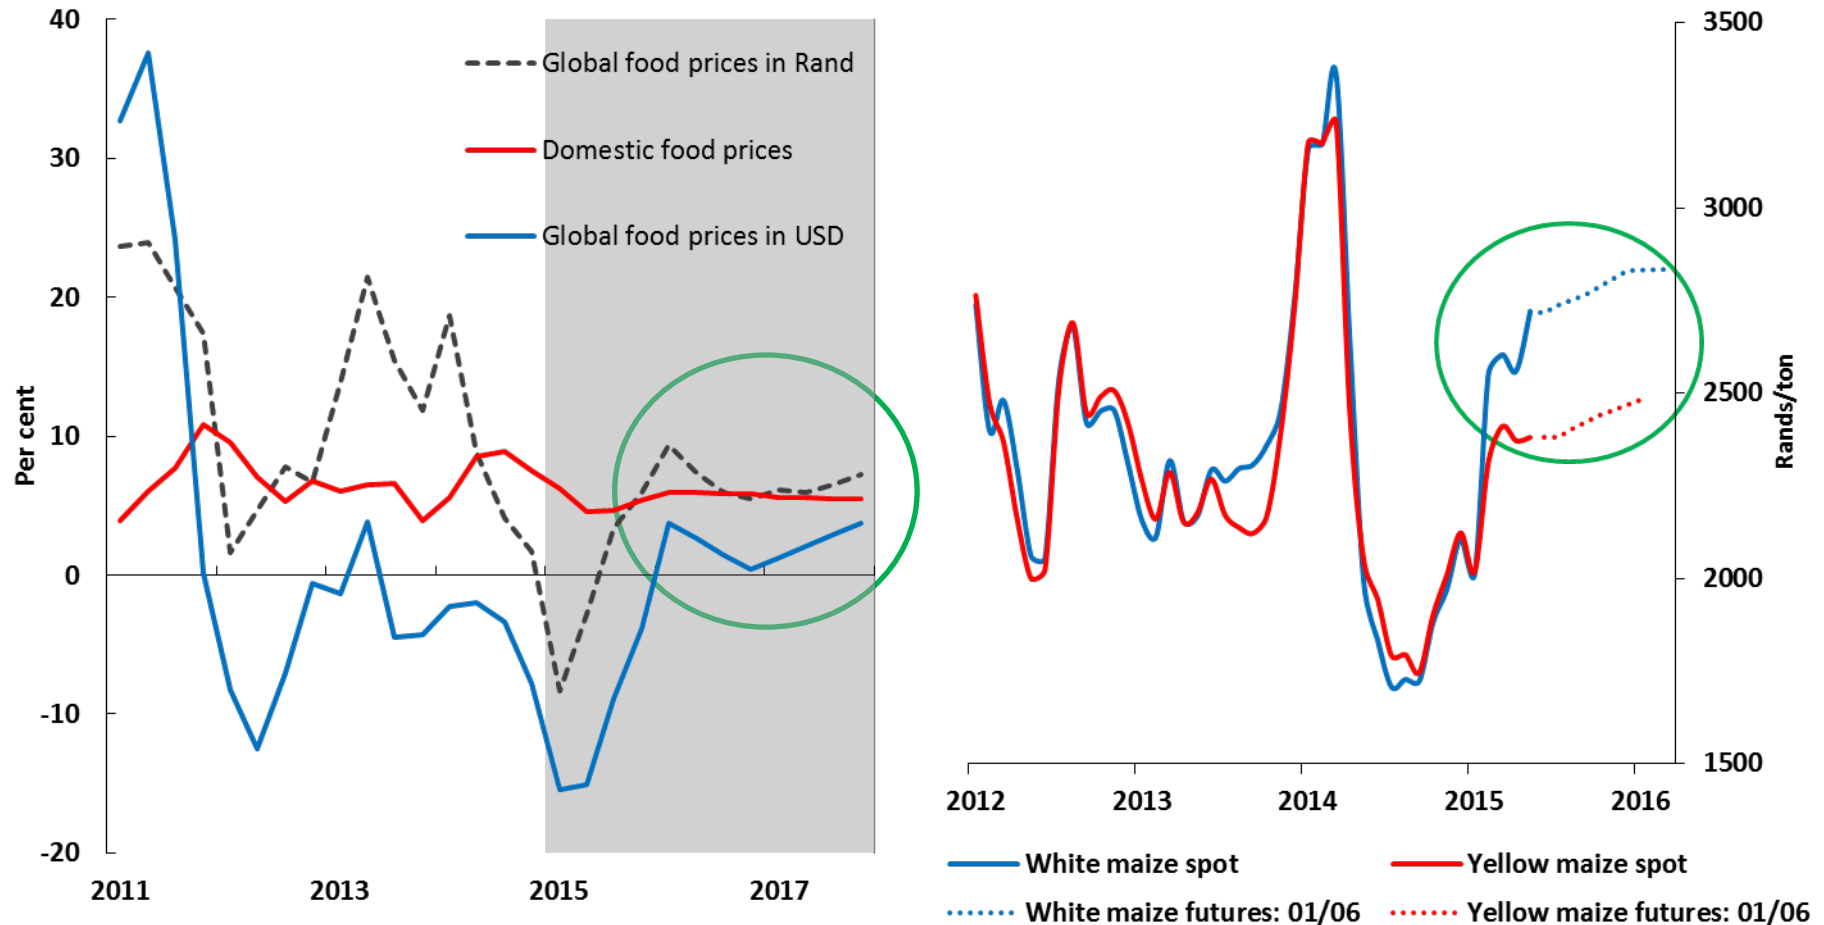 40
30
20
10
0
-10
-20
Per cent
Global food prices in Rand
Domestic food prices
Global food prices in USD
2011
2013
2015
2017
3500
3000
2500
2000
1500
Rands/ton
2012
2013
2014
2015
2016
White maize spot
Yellow maize spot
White maize futures: 01/06
Yellow maize futures: 01/06